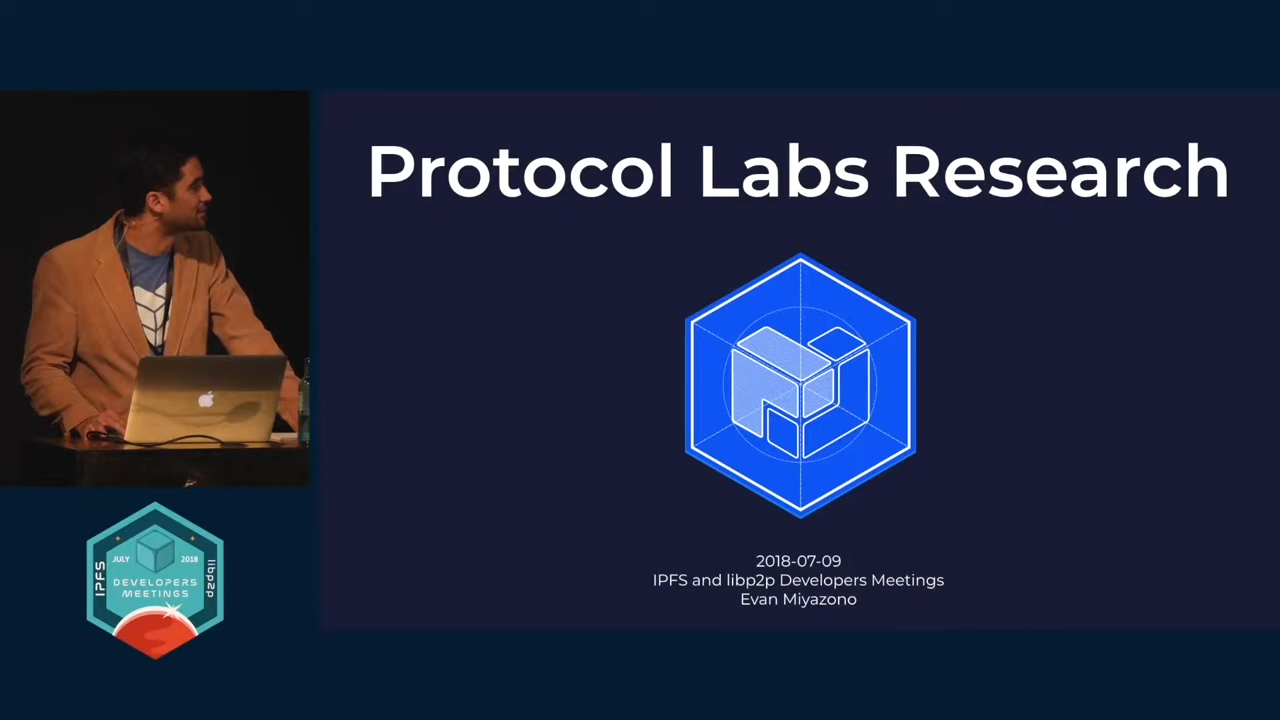 Protocol Labs Research
2018-07-09
IPFS and libp2p Developers Meetings
Evan Miyazono
JULY 2018
IPFS
libp2p
DEVELOPERS
MEETINGS